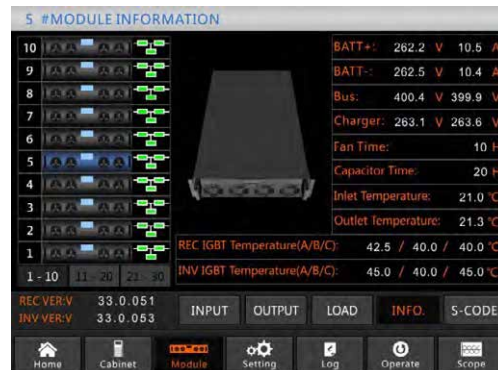 5 #MODULE INFORMATION
10
9
8
7
6
5
4
3
2
1
1 - 10 11 - 20 21 - 30
BATT+: 262.2 V 10.5 A
BATT-: 262.5 V 10.4 A
Bus: 400.4 V 399.9 V
Charger: 263.1 V 263.6 V
Fan Time: 10 H
Capacitor Time: 20 H
Inlet Temperature: 21.0 °C
Outlet Temperature: 21.3 °C
REC IGBT Temperature(A/B/C): 42.5 / 40.0 / 40.0 °C
INV IGBT Temperature(A/B/C): 45.0 / 40.0 / 45.0 °C
REC VER:V 33.0.051
INV VER:V 33.0.053
INPUT OUTPUT LOAD INFO. S-CODE
Home Cabinet Module Setting Log Operate Scope